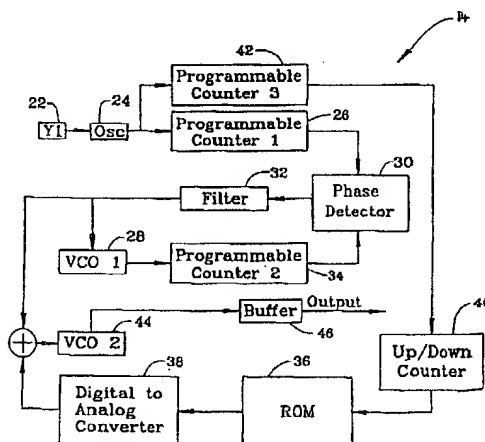 42
Programmable
Counter 3
22
24
Y1
Osc
26
Programmable
Counter 1
30
Phase
Detector
32
Filter
28
VCO 1
Programmable
Counter 2
34
44
VCO 2
Buffer
46
Output
Up/Down
Counter
38
Digital to
Analog
Converter
36
ROM